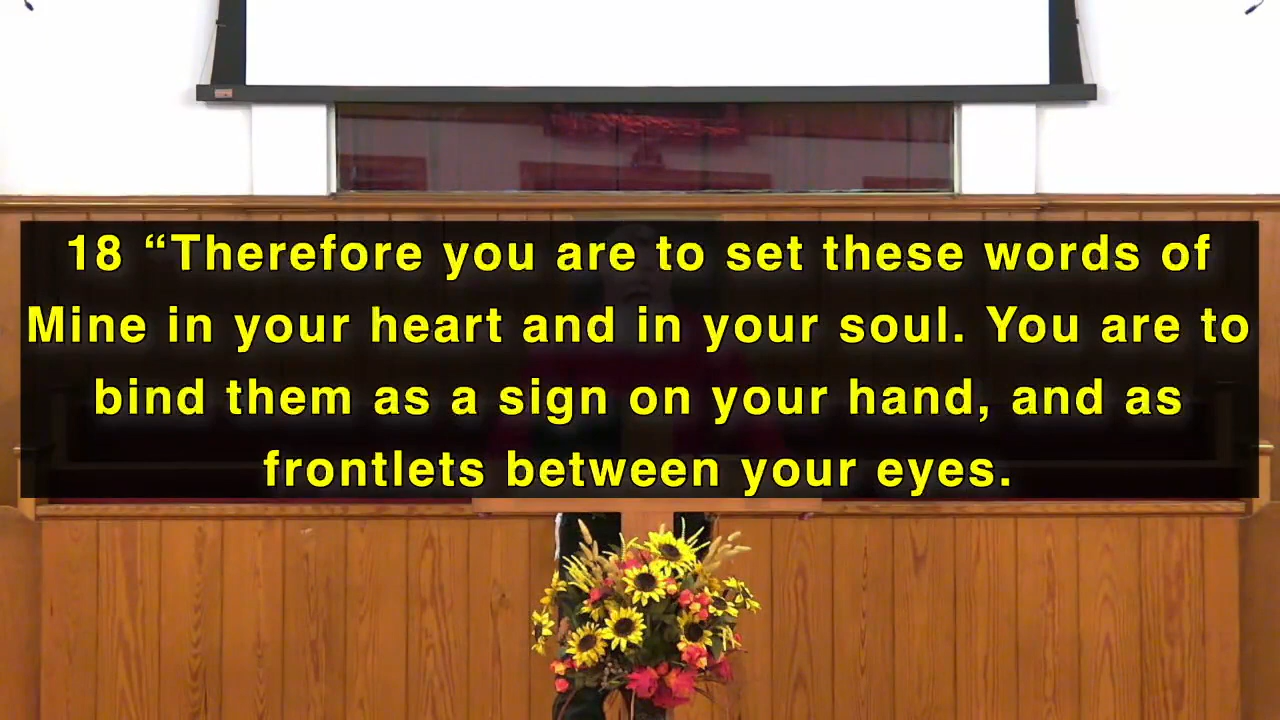 18 “Therefore you are to set these words of
Mine in your heart and in your soul. You are to
bind them as a sign on your hand, and as
frontlets between your eyes.